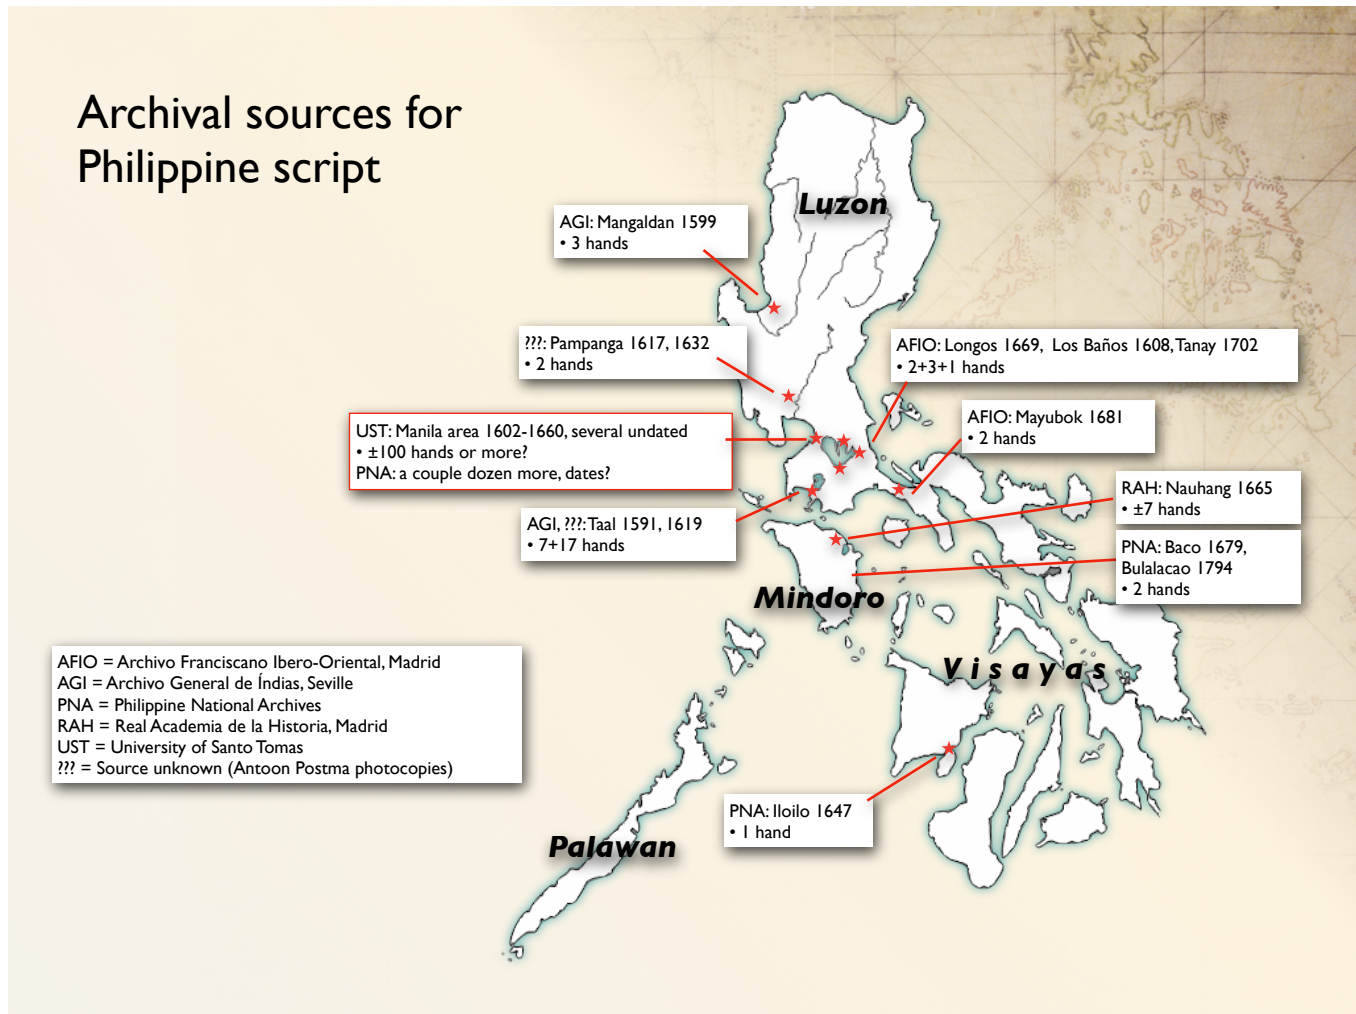 Archival sources for
Philippine script
Luzon
AGI: Mangaldan 1599
• 3 hands
???: Pampanga 1617, 1632
• 2 hands
AFIO: Longos 1669, Los Baños 1608, Tanay 1702
• 2+3+1 hands
UST: Manila area 1602-1660, several undated
• ±100 hands or more?
PNA: a couple dozen more, dates?
AFIO: Mayubok 1681
• 2 hands
RAH: Nauhang 1665
• ±7 hands
AGI, ???: Taal 1591, 1619
• 7+17 hands
PNA: Baco 1679,
Bulalacao 1794
• 2 hands
Mindoro
Visayas
AFIO = Archivo Franciscano Ibero-Oriental, Madrid
AGI = Archivo General de Índias, Seville
PNA = Philippine National Archives
RAH = Real Academia de la Historia, Madrid
UST = University of Santo Tomas
??? = Source unknown (Antoon Postma photocopies)
PNA: Iloilo 1647
• 1 hand
Palawan